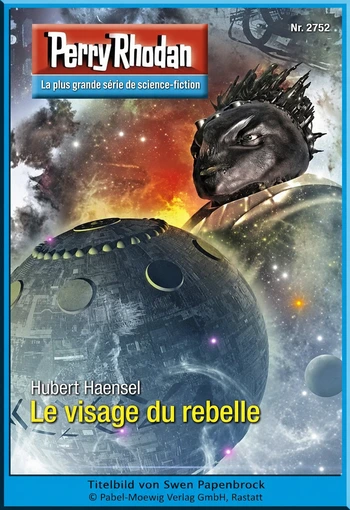 Perry Rhodan
Nr. 2752
La plus grande série de science-fiction
Hubert Haensel
Le visage du rebelle
Titelbild von Swen Papenbrock
© Pabel-Moewig Verlag GmbH, Rastatt